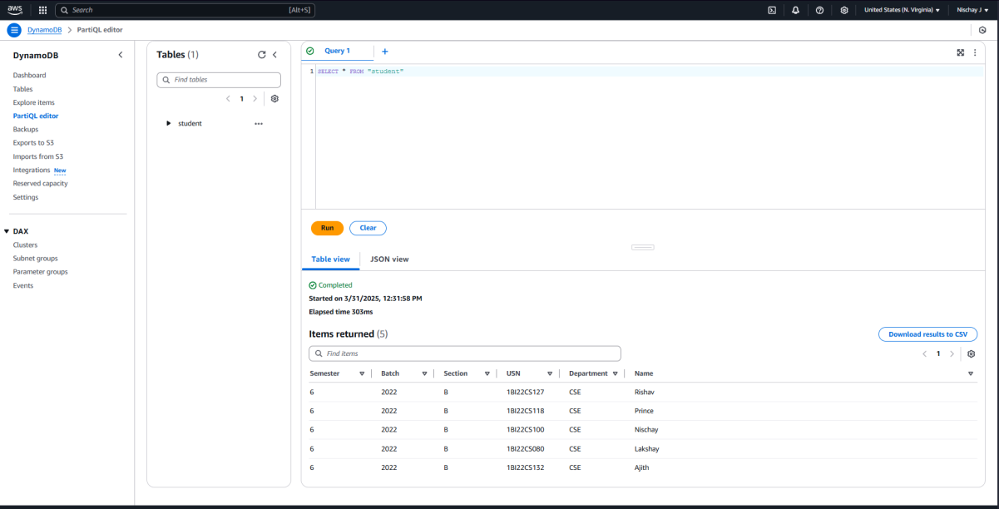 aws Search [Alt+S] United States (N. Virginia) Nischay J
DynamoDB > PartiQL editor
DynamoDB
Dashboard
Tables
Explore items
PartiQL editor
Backups
Exports to S3
Imports from S3
Integrations New
Reserved capacity
Settings
DAX
Clusters
Subnet groups
Parameter groups
Events
Tables (1)
Find tables
1
student
Query 1
1 SELECT * FROM "student"
Run Clear
Table view JSON view
Completed
Started on 3/31/2025, 12:31:58 PM
Elapsed time 303ms
Items returned (5)
Download results to CSV
Find items
1
Semester Batch Section USN Department Name
6 2022 B 1BI22CS127 CSE Rishav
6 2022 B 1BI22CS118 CSE Prince
6 2022 B 1BI22CS100 CSE Nischay
6 2022 B 1BI22CS080 CSE Lakshay
6 2022 B 1BI22CS132 CSE Ajith